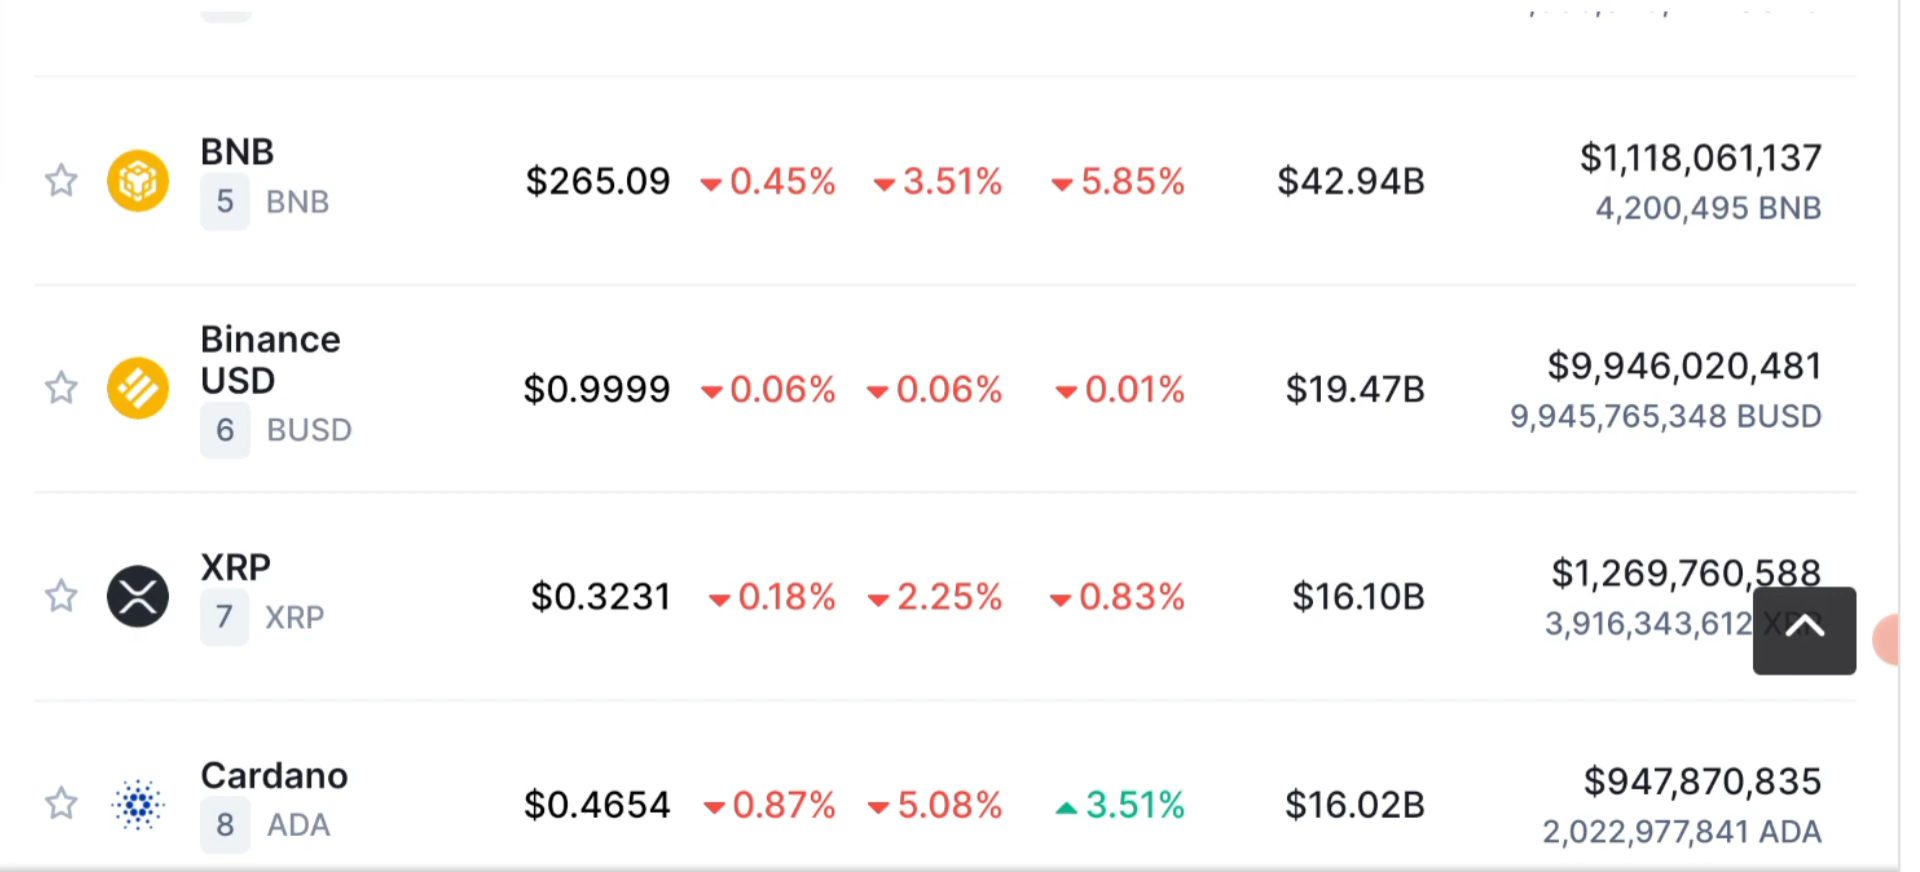 BNB
5 BNB
$265.09 0.45% 3.51% 5.85% $42.94B
$1,118,061,137
4,200,495 BNB
Binance
USD
6 BUSD
$0.9999 0.06% 0.06% 0.01% $19.47B
$9,946,020,481
9,945,765,348 BUSD
XRP
7 XRP
$0.3231 0.18% 2.25% 0.83% $16.10B
$1,269,760,588
3,916,343,612 XRP
Cardano
8 ADA
$0.4654 0.87% 5.08% 3.51% $16.02B
$947,870,835
2,022,977,841 ADA